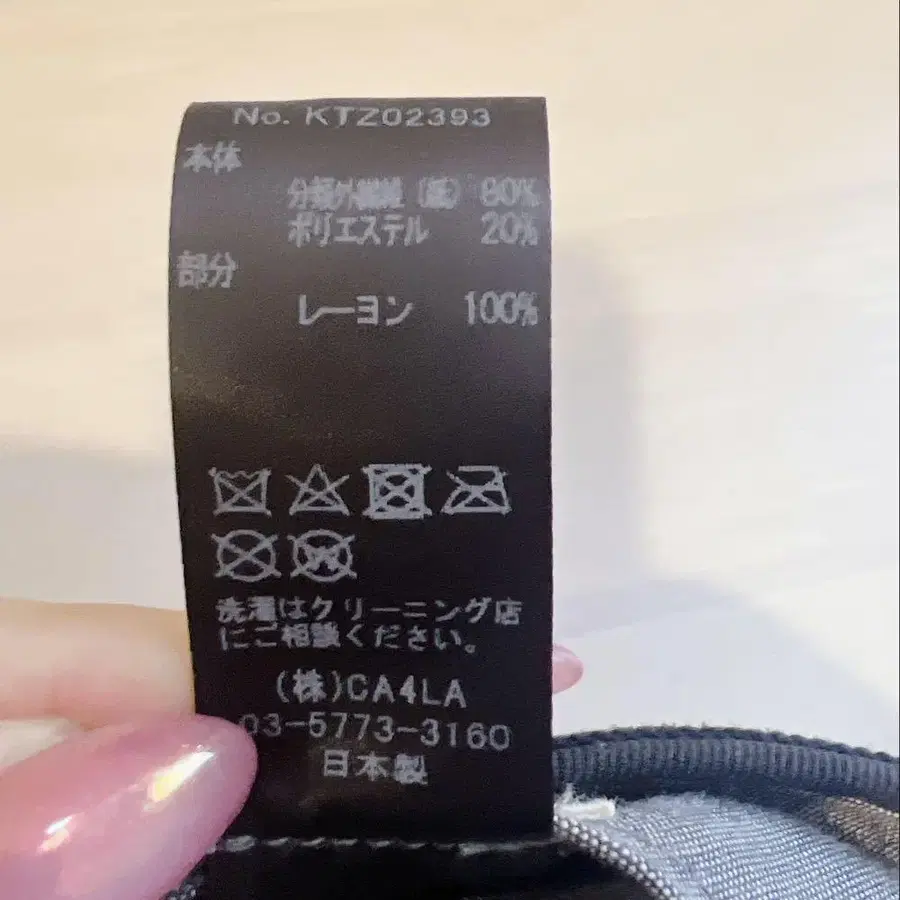 No. KTZ02393
本体
分類外繊維(紙) 80%
ポリエステル 20%
部分
レーヨン 100%
洗濯はクリーニング店
にご相談ください。
(株)CA4LA
03-5773-3160
日本製